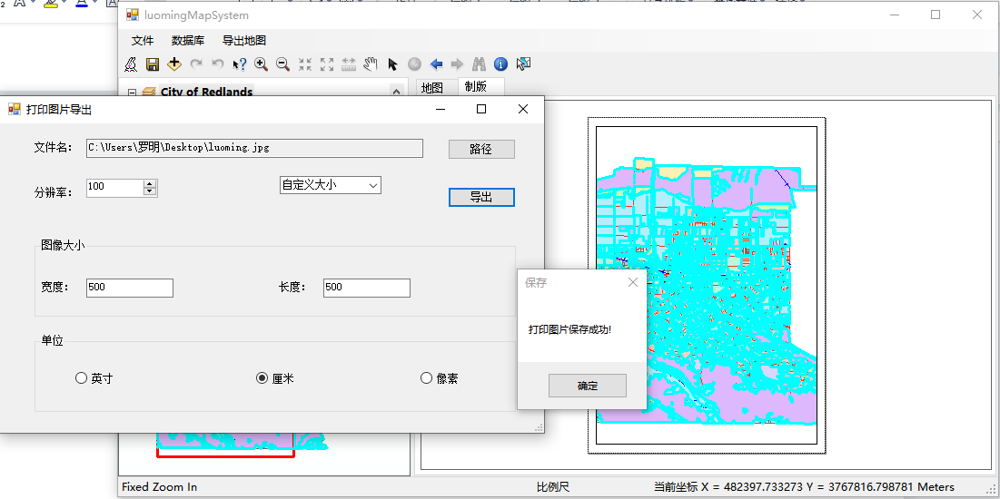 luomingMapSystem
文件 数据库 导出地图
City of Redlands
地图 制版
打印图片导出
文件名: C:\Users\罗明\Desktop\luoming.jpg 路径
分辨率: 100 自定义大小 导出
图像大小
宽度: 500 长度: 500
保存
打印图片保存成功!
确定
单位
英寸 厘米 像素
Fixed Zoom In 比例尺 当前坐标 X = 482397.733273 Y = 3767816.798781 Meters